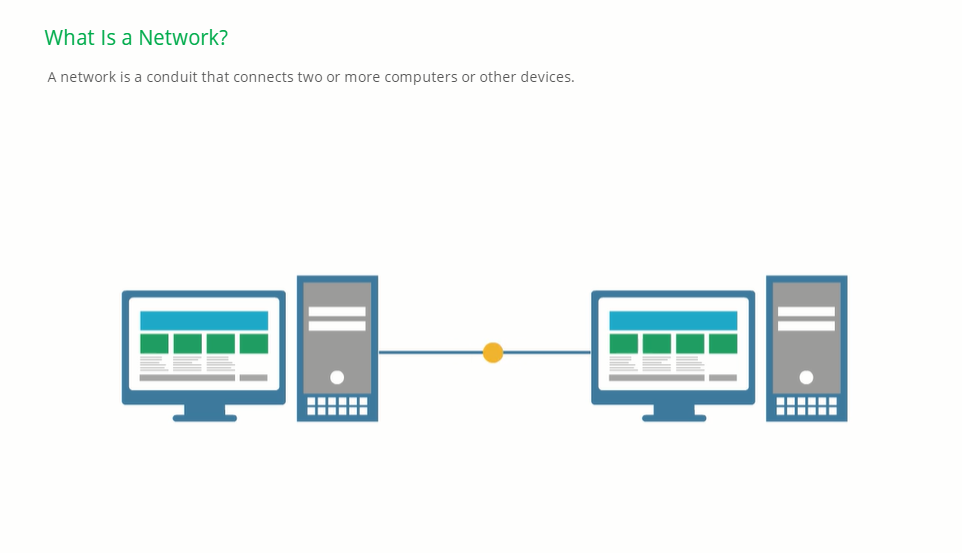 What Is a Network?
A network is a conduit that connects two or more computers or other devices.